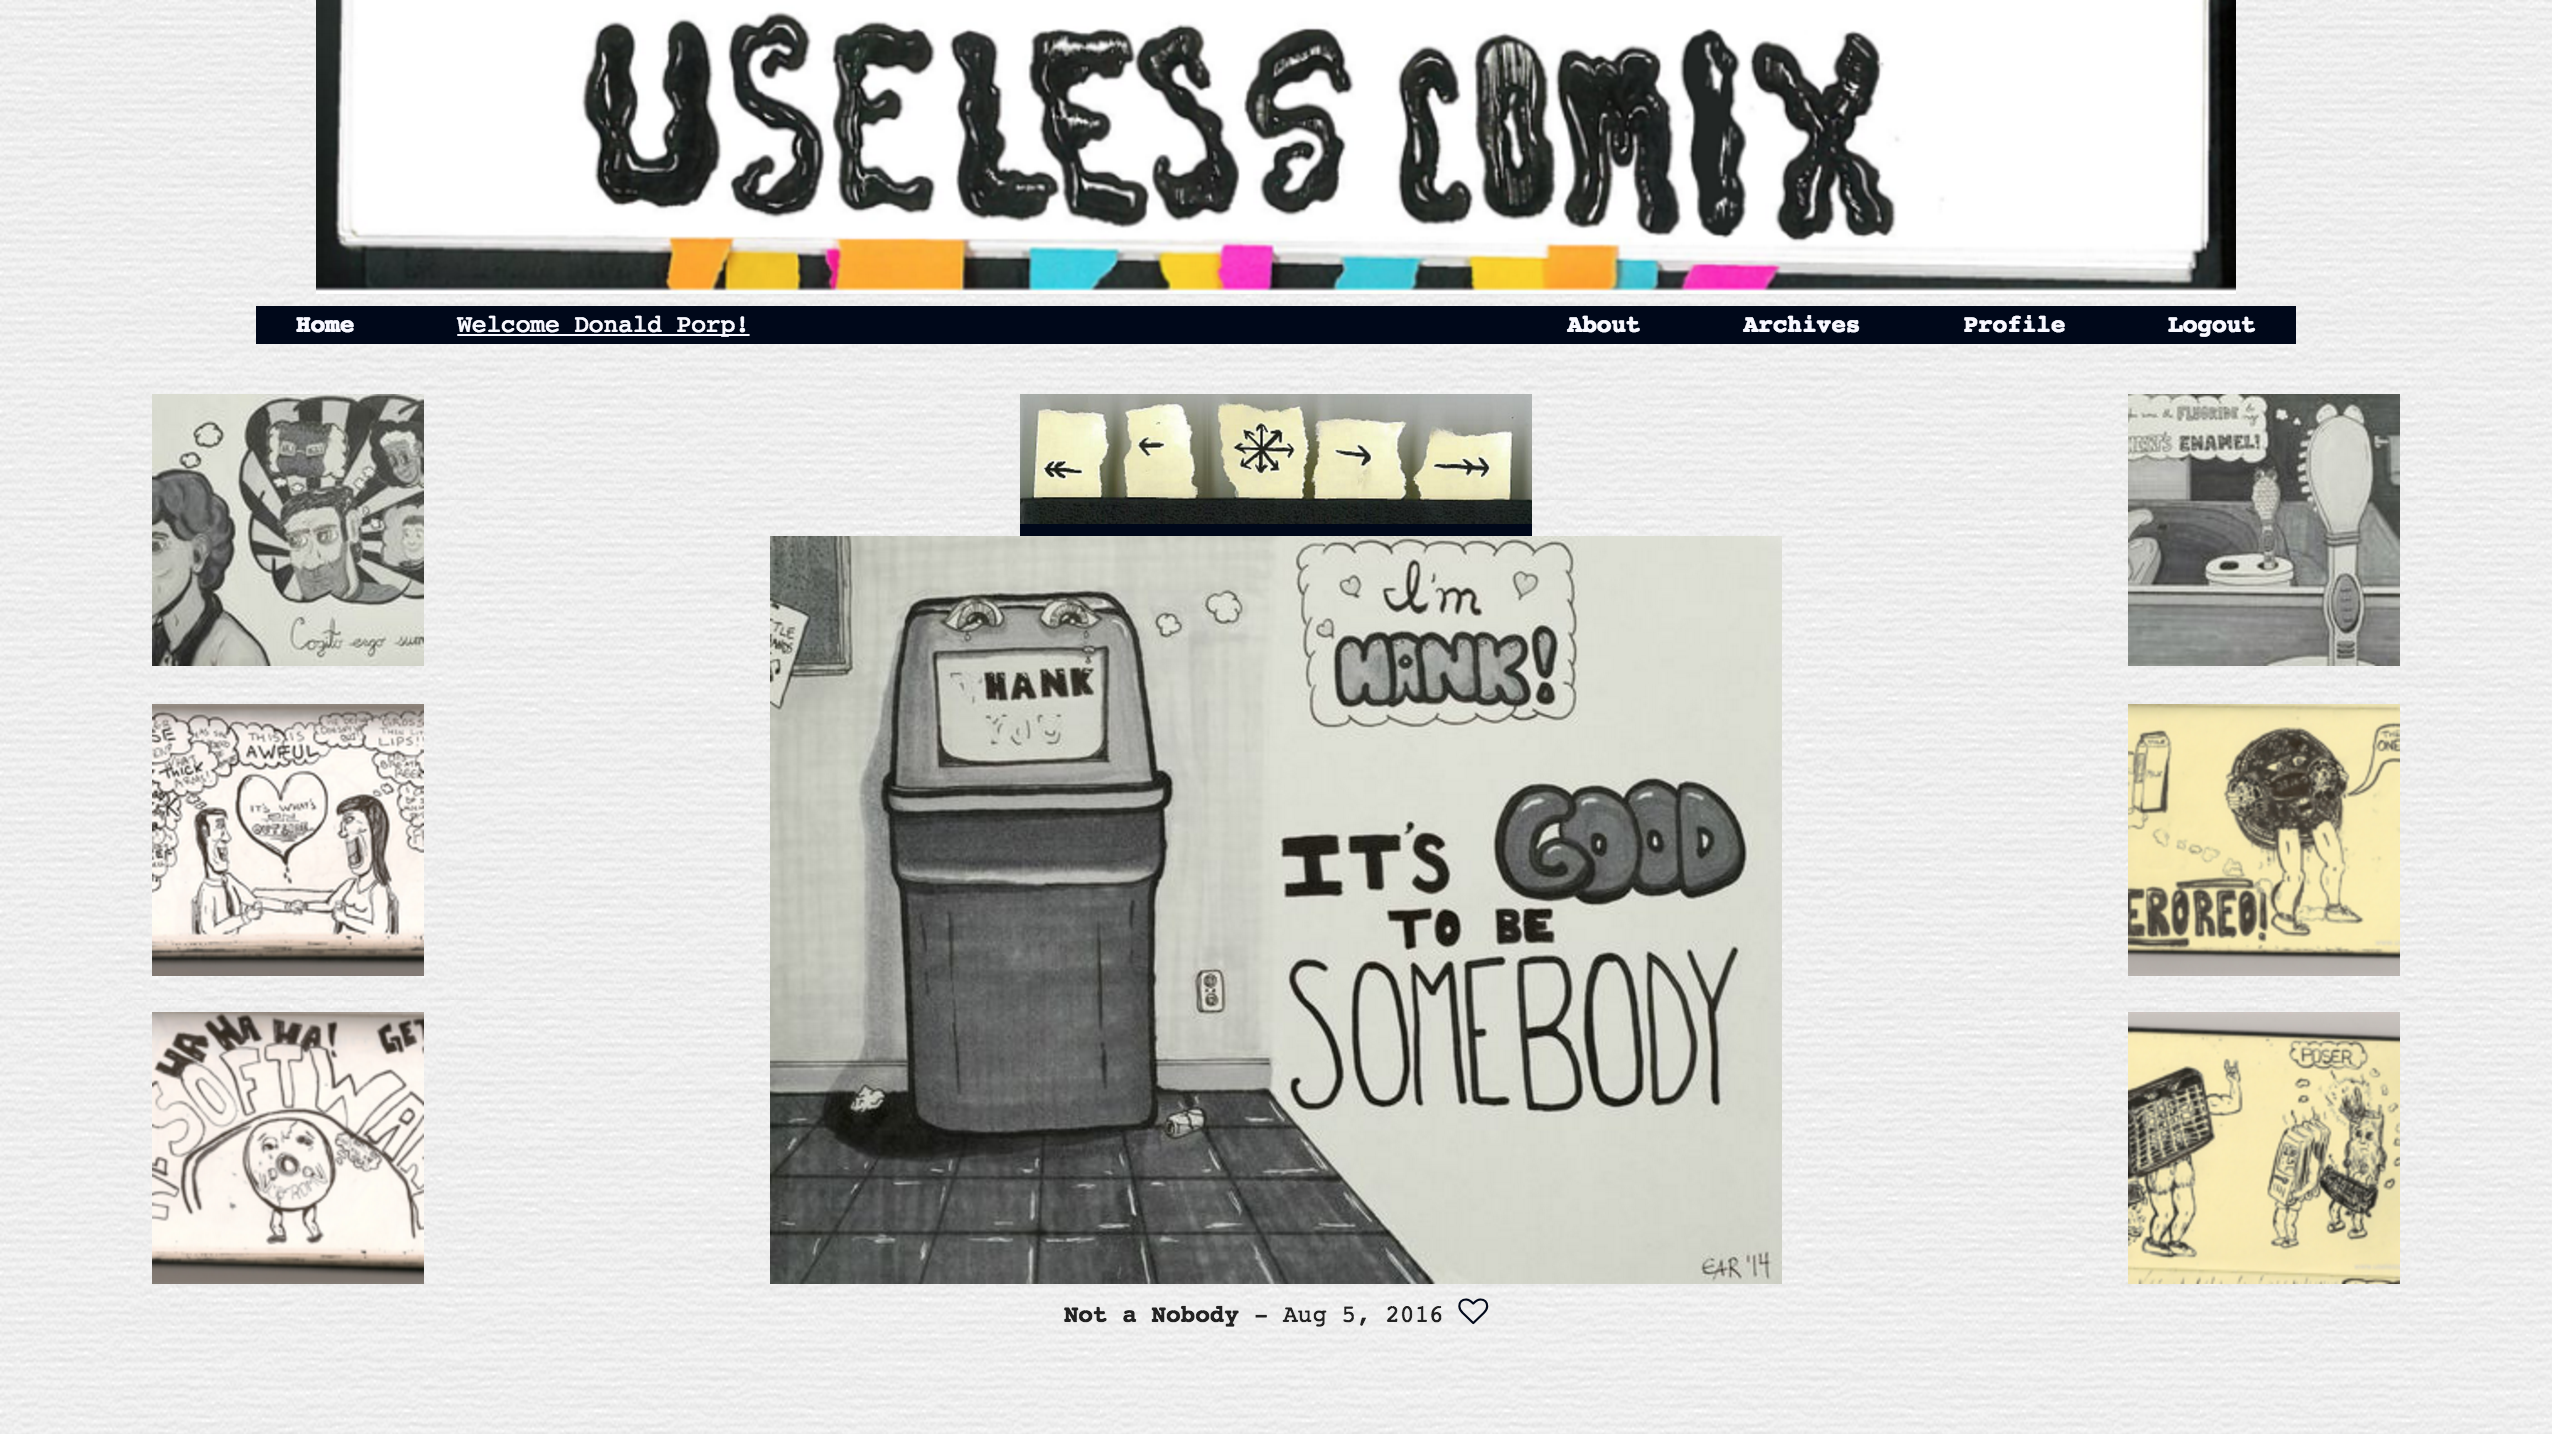 USELESS COMIX
Home Welcome Donald Porp! About Archives Profile Logout
Cogito ergo sum
THIS IS
AWFUL
LIPS!!
THICK
ARMS!
IT'S WHAT'S
HA HA HA! GET
SOFTWAR
HANK
YOU
I'm
HANK!
IT'S GOOD
TO BE
SOMEBODY
EAR '14
Not a Nobody - Aug 5, 2016
FLUORIDE
ENAMEL!
ONE
EROREO!
POSER